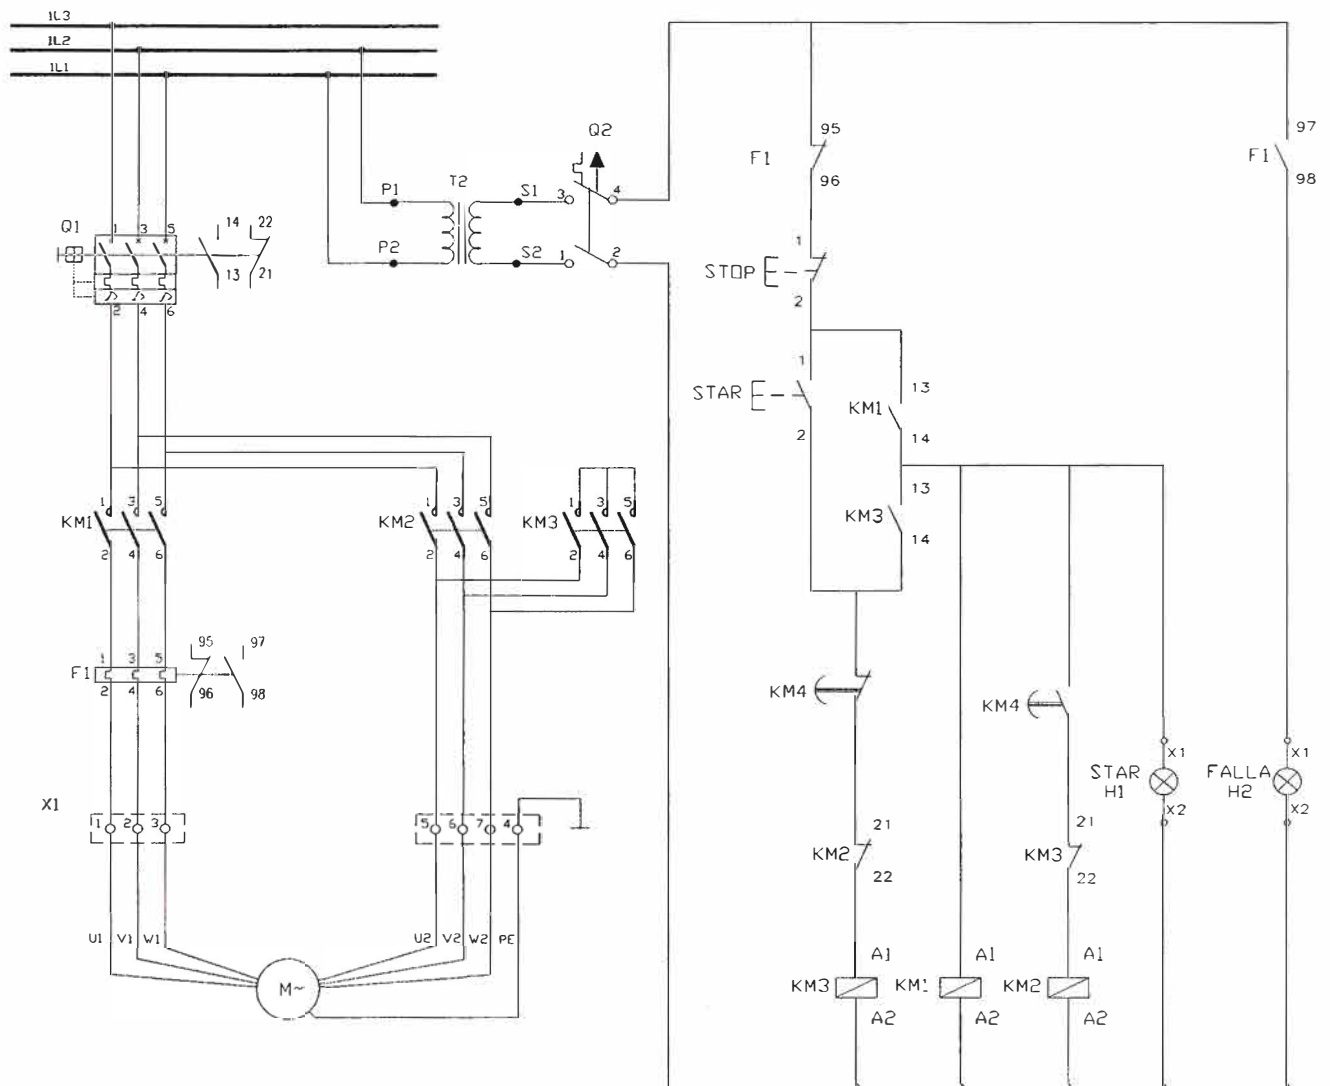 1L3
1L2
1L1
Q2
95
97
F1
F1
96
98
P1
T2
S1
3
4
14
22
Q1
1
3
5
P2
S2
1
2
13
21
1
STOP
2
2
4
6
1
STAR
13
KM1
2
14
13
1
3
5
1
3
5
1
3
5
KM1
KM2
KM3
KM3
2
4
6
2
4
6
2
4
6
14
95
97
1
3
5
F1
2
4
6
96
98
KM4
KM4
X1
X1
STAR
H1
FALLA
H2
X1
X2
X2
1
2
3
5
6
7
4
21
21
KM2
KM3
22
22
U1
V1
W1
U2
V2
W2
PE
A1
A1
A1
M~
KM3
KM1
KM2
A2
A2
A2